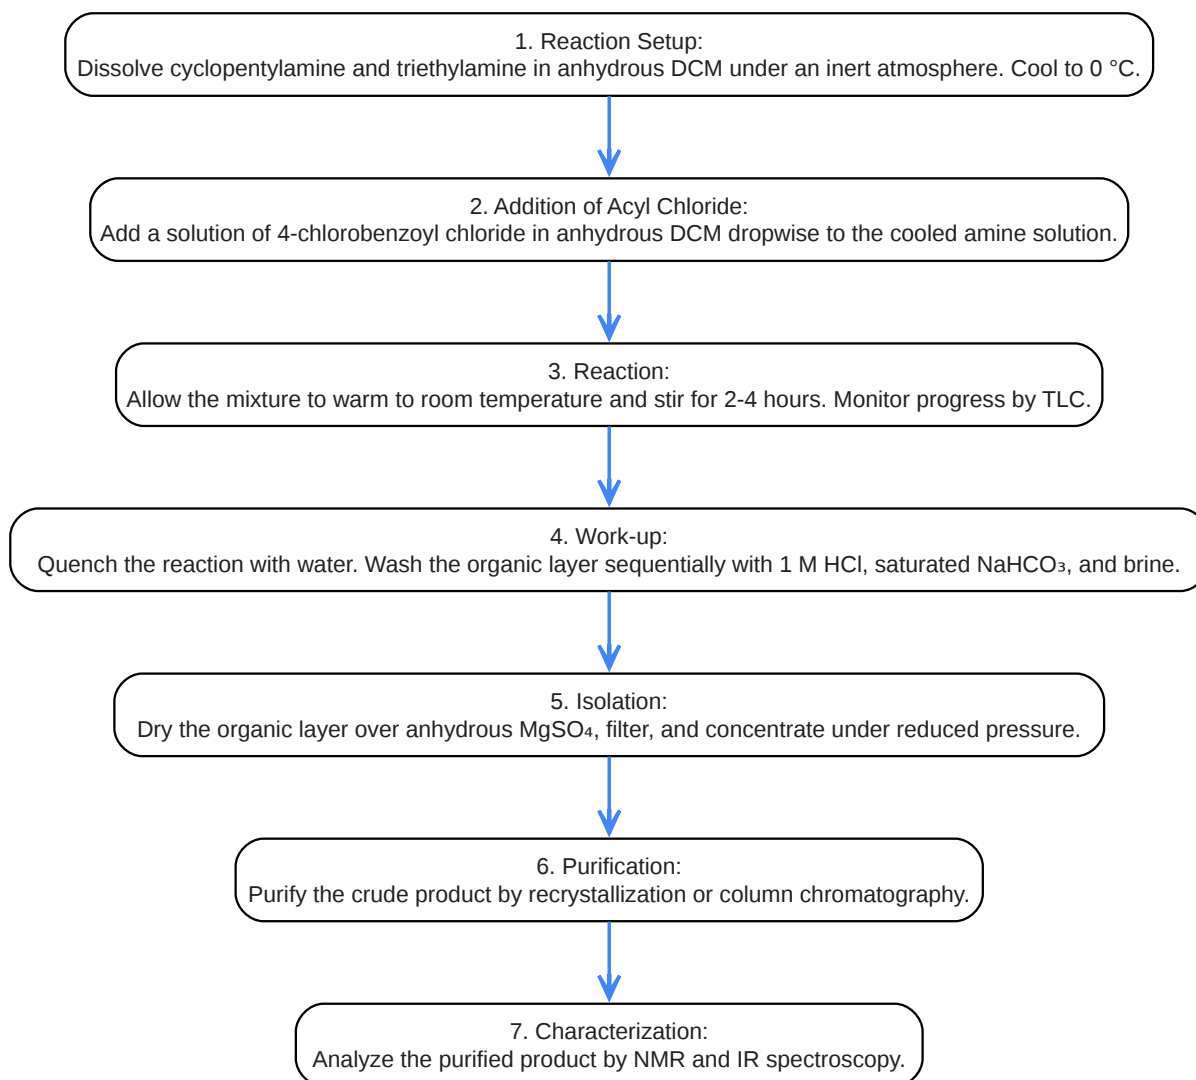 1. Reaction Setup:
Dissolve cyclopentylamine and triethylamine in anhydrous DCM under an inert atmosphere. Cool to 0 °C.
2. Addition of Acyl Chloride:
Add a solution of 4-chlorobenzoyl chloride in anhydrous DCM dropwise to the cooled amine solution.
3. Reaction:
Allow the mixture to warm to room temperature and stir for 2-4 hours. Monitor progress by TLC.
4. Work-up:
Quench the reaction with water. Wash the organic layer sequentially with 1 M HCl, saturated NaHCO₃, and brine.
5. Isolation:
Dry the organic layer over anhydrous MgSO₄, filter, and concentrate under reduced pressure.
6. Purification:
Purify the crude product by recrystallization or column chromatography.
7. Characterization:
Analyze the purified product by NMR and IR spectroscopy.